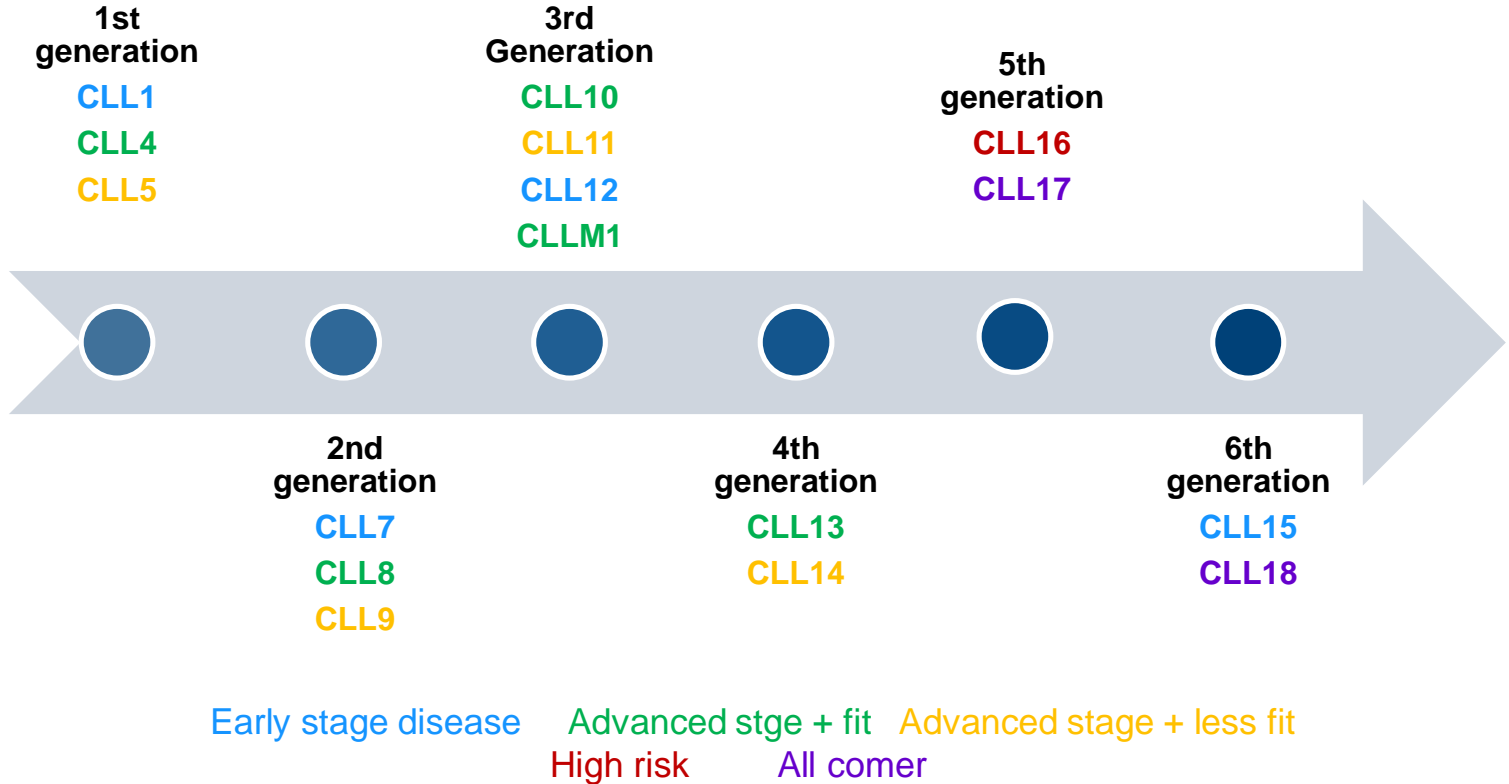 1st
generation
CLL1
CLL4
CLL5
3rd
Generation
CLL10
CLL11
CLL12
CLLM1
5th
generation
CLL16
CLL17
2nd
generation
CLL7
CLL8
CLL9
4th
generation
CLL13
CLL14
6th
generation
CLL15
CLL18
Early stage disease Advanced stge + fit Advanced stage + less fit
High risk All comer